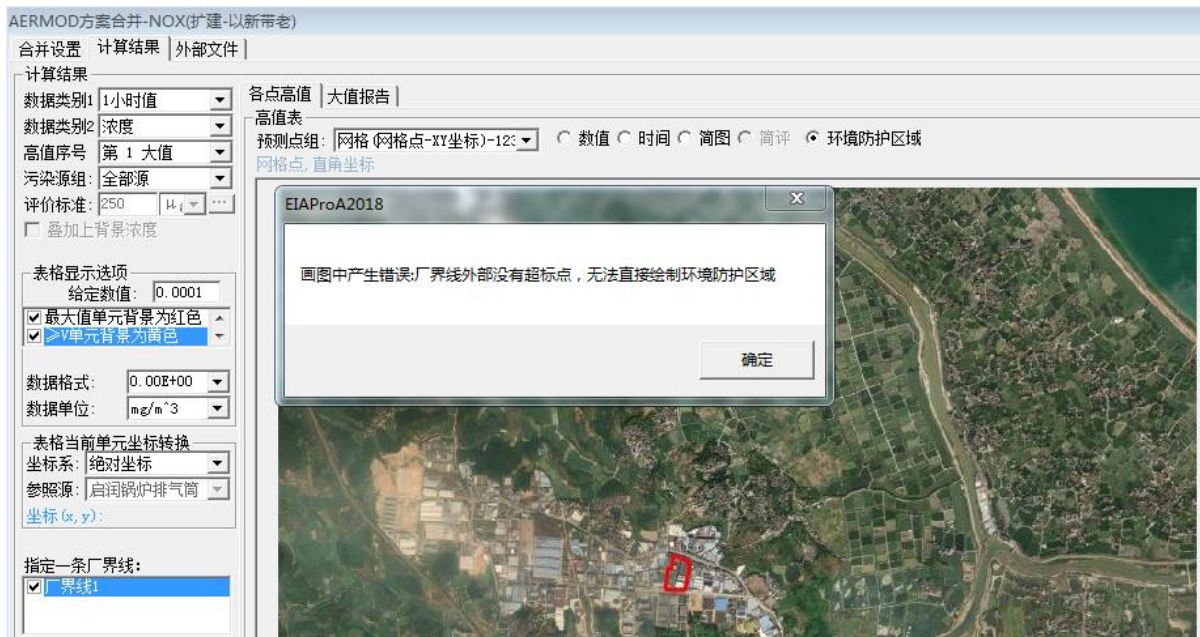 AERMOD方案合并-NOX(扩建-以新带老)
合并设置 计算结果 外部文件
计算结果
数据类别1 1小时值
数据类别2 浓度
高值序号 第 1 大值
污染源组: 全部源
评价标准: 250 ...
叠加上背景浓度
表格显示选项
给定数值: 0.0001
最大值单元背景为红色
≥V单元背景为黄色
数据格式: 0.00E+00
数据单位: mg/m^3
表格当前单元坐标转换
坐标系: 绝对坐标
参照源: 启润锅炉排气筒
坐标(x,y):
指定一条厂界线:
厂界线1
各点高值 大值报告
高值表
预测点组: 网格(网格点-XY坐标)-123 数值 时间 简图 简评 环境防护区域
网格点,直角坐标
EIAProA2018
X
画图中产生错误:厂界线外部没有超标点，无法直接绘制环境防护区域
确定